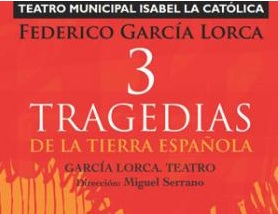 TEATRO MUNICIPAL ISABEL LA CATÓLICA
FEDERICO GARCÍA LORCA
3
TRAGEDIAS
DE LA TIERRA ESPAÑOLA
GARCÍA LORCA. TEATRO
Dirección: Miguel Serrano